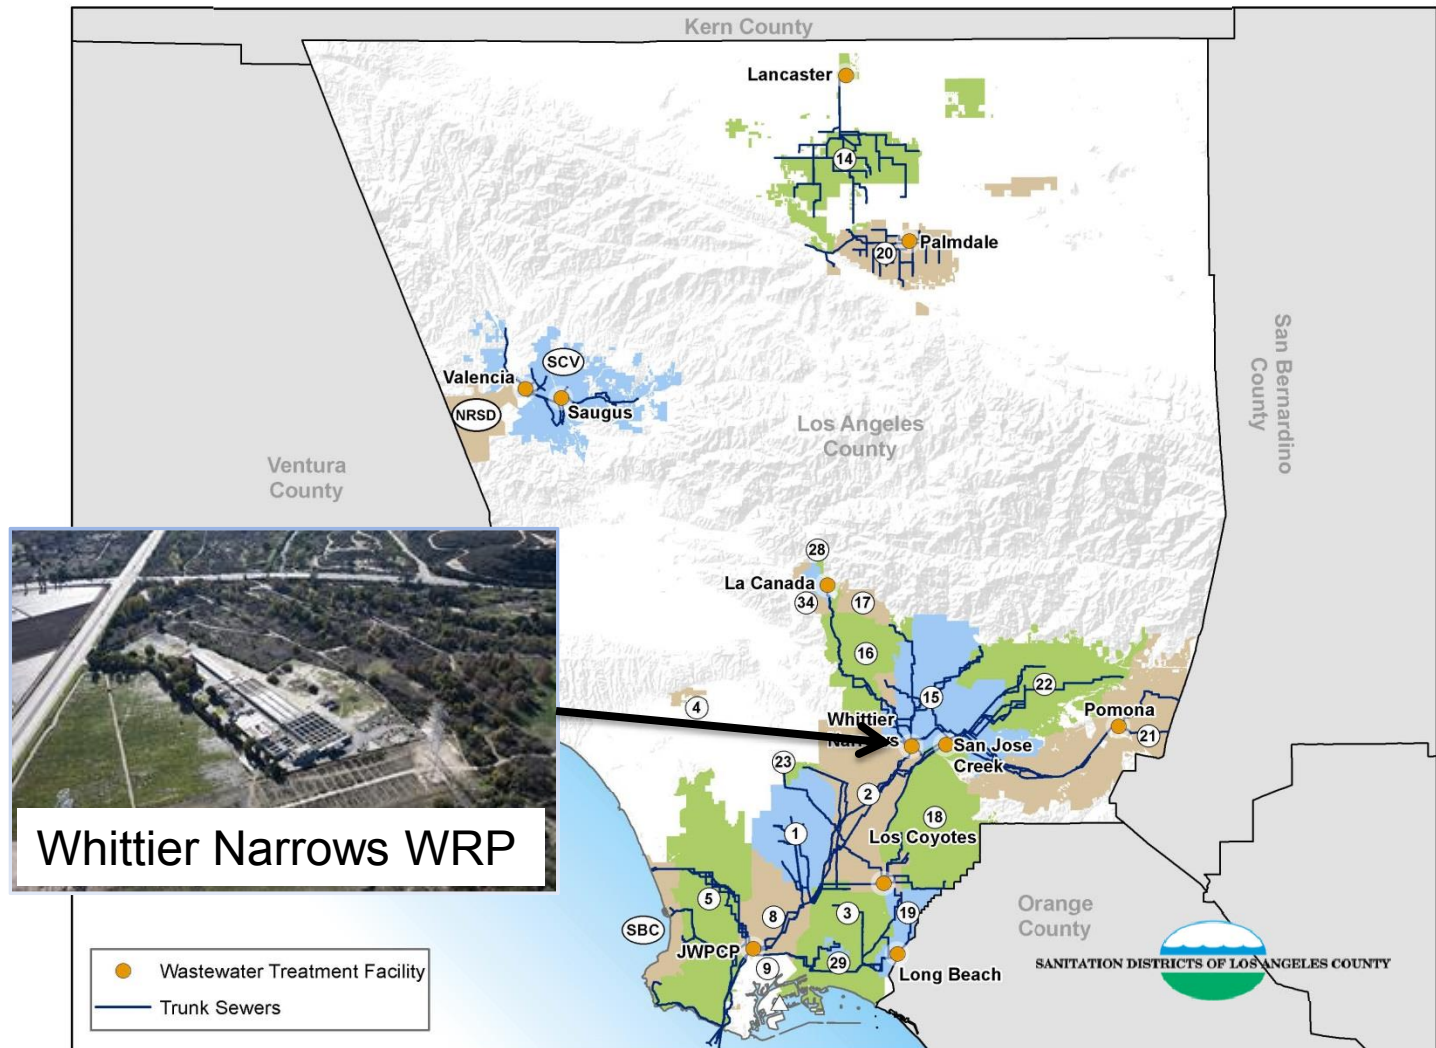 Kern County
Lancaster
14
Palmdale
20
San Bernardino
County
SCV
Valencia
NRSD
Saugus
Los Angeles
County
Ventura
County
28
La Canada
34
17
16
15
22
4
Whittier
Narrows
San Jose
Creek
Pomona
21
23
2
1
18
Los Coyotes
Whittier Narrows WRP
5
8
3
19
SBC
JWPCP
9
29
Long Beach
Orange
County
SANITATION DISTRICTS OF LOS ANGELES COUNTY
Wastewater Treatment Facility
Trunk Sewers